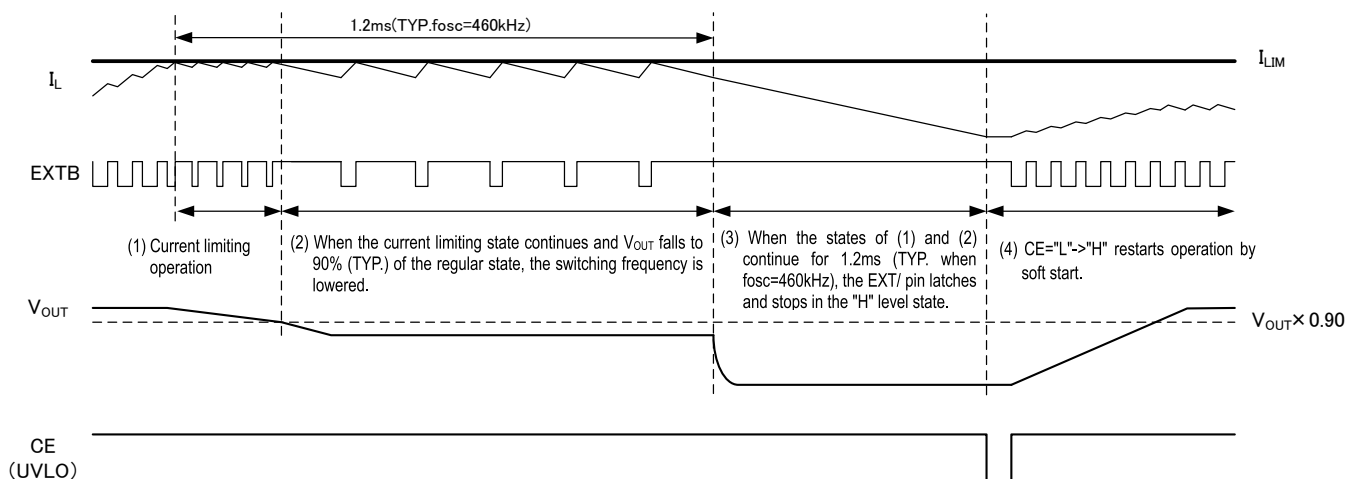 1.2ms(TYP.fosc=460kHz)
IL
ILIM
EXTB
(1) Current limiting
operation
(2) When the current limiting state continues and VOUT falls to
90% (TYP.) of the regular state, the switching frequency is
lowered.
(3) When the states of (1) and (2)
continue for 1.2ms (TYP. when
fosc=460kHz), the EXT/ pin latches
and stops in the "H" level state.
(4) CE="L"->"H" restarts operation by
soft start.
VOUT
VOUT×0.90
CE
(UVLO)